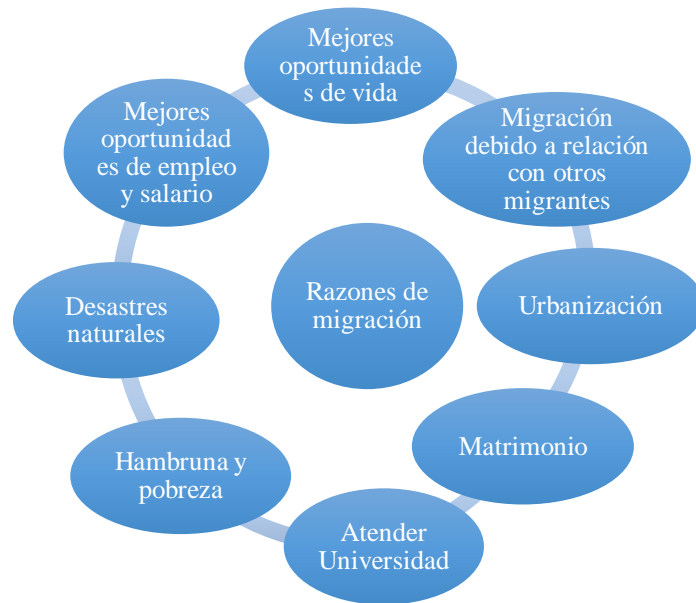 Mejores
oportunidade
s de vida
Migración
debido a relación
con otros
migrantes
Urbanización
Matrimonio
Atender
Universidad
Hambruna y
pobreza
Desastres
naturales
Mejores
oportunidad
es de empleo
y salario
Razones de
migración